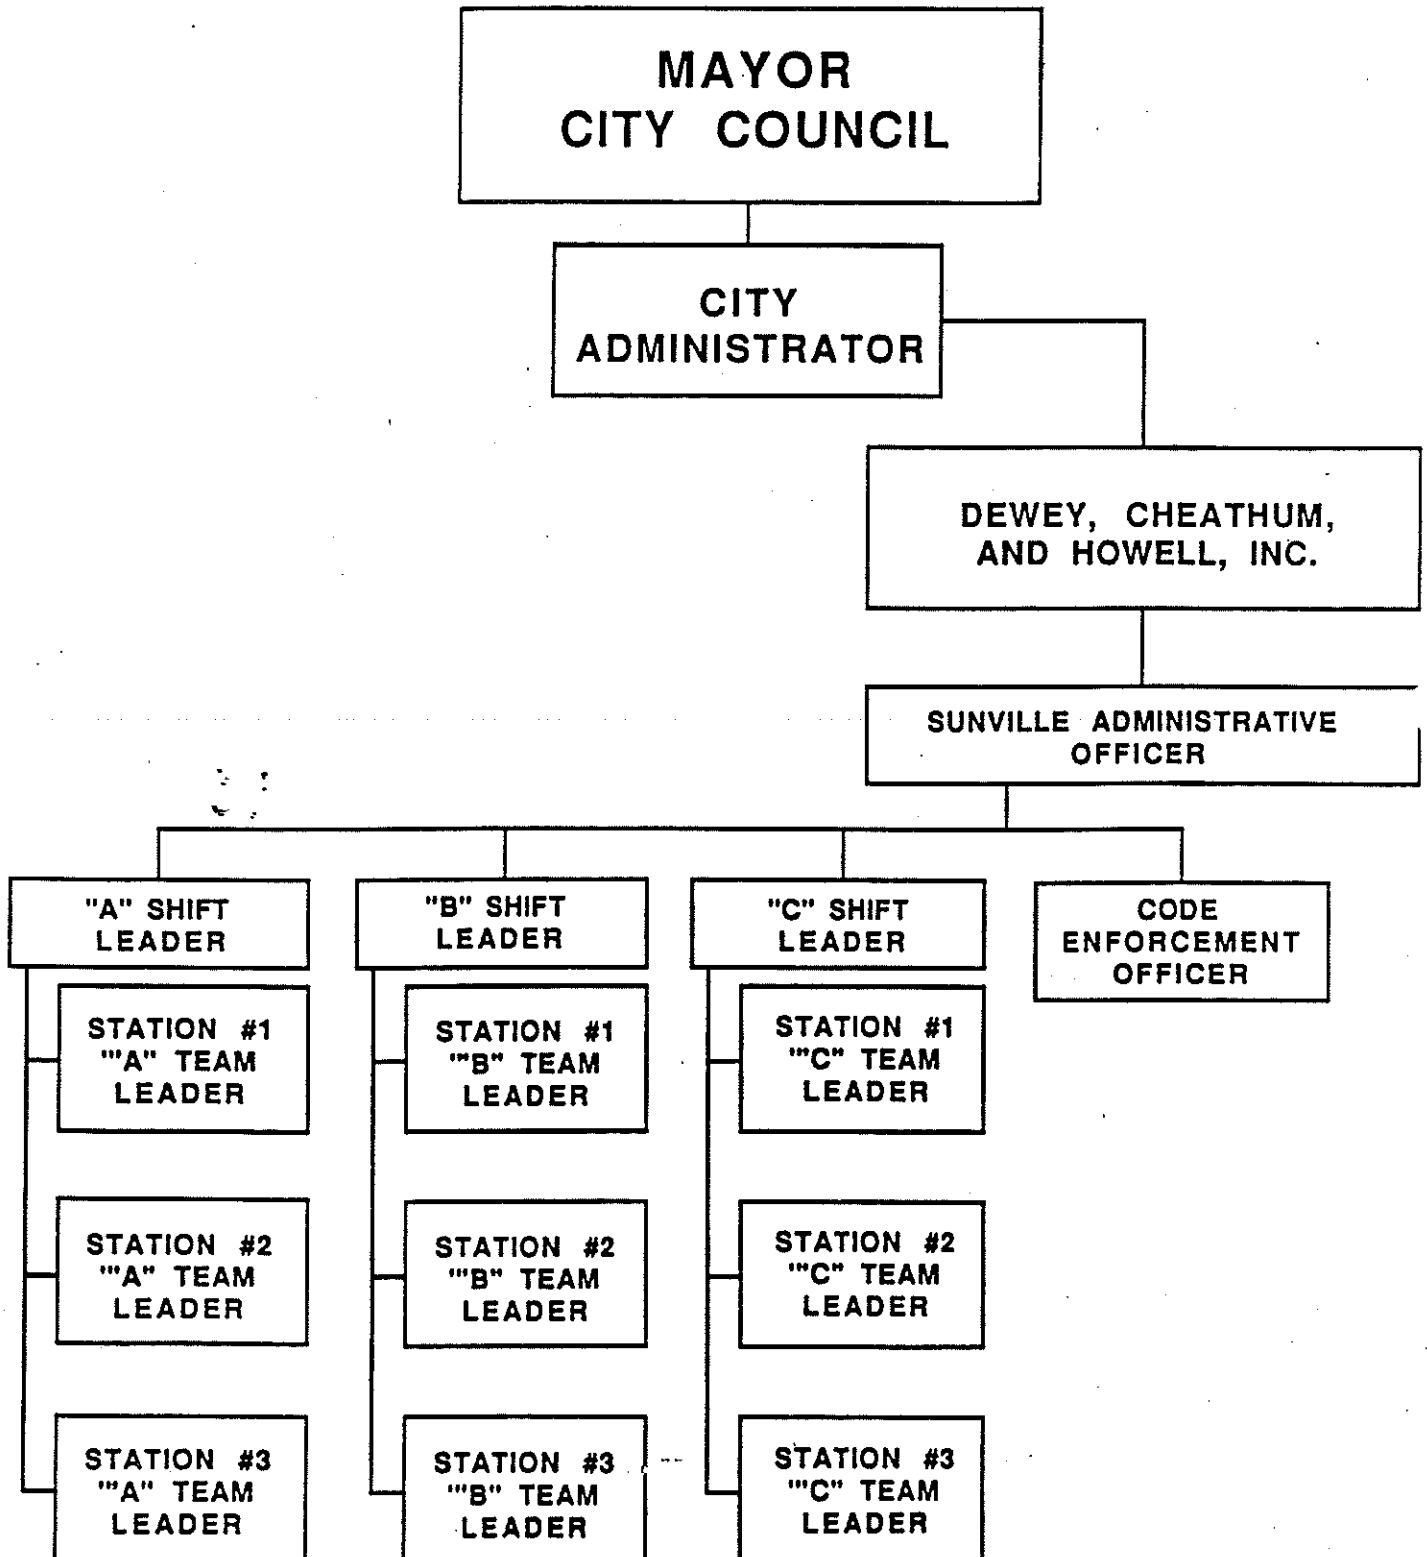 MAYOR
CITY COUNCIL
CITY
ADMINISTRATOR
DEWEY, CHEATHUM,
AND HOWELL, INC.
SUNVILLE ADMINISTRATIVE
OFFICER
"A" SHIFT
LEADER
"B" SHIFT
LEADER
"C" SHIFT
LEADER
CODE
ENFORCEMENT
OFFICER
STATION #1
'"A" TEAM
LEADER
STATION #1
'"B" TEAM
LEADER
STATION #1
'"C" TEAM
LEADER
STATION #2
'"A" TEAM
LEADER
STATION #2
'"B" TEAM
LEADER
STATION #2
'"C" TEAM
LEADER
STATION #3
'"A" TEAM
LEADER
STATION #3
'"B" TEAM
LEADER
STATION #3
'"C" TEAM
LEADER